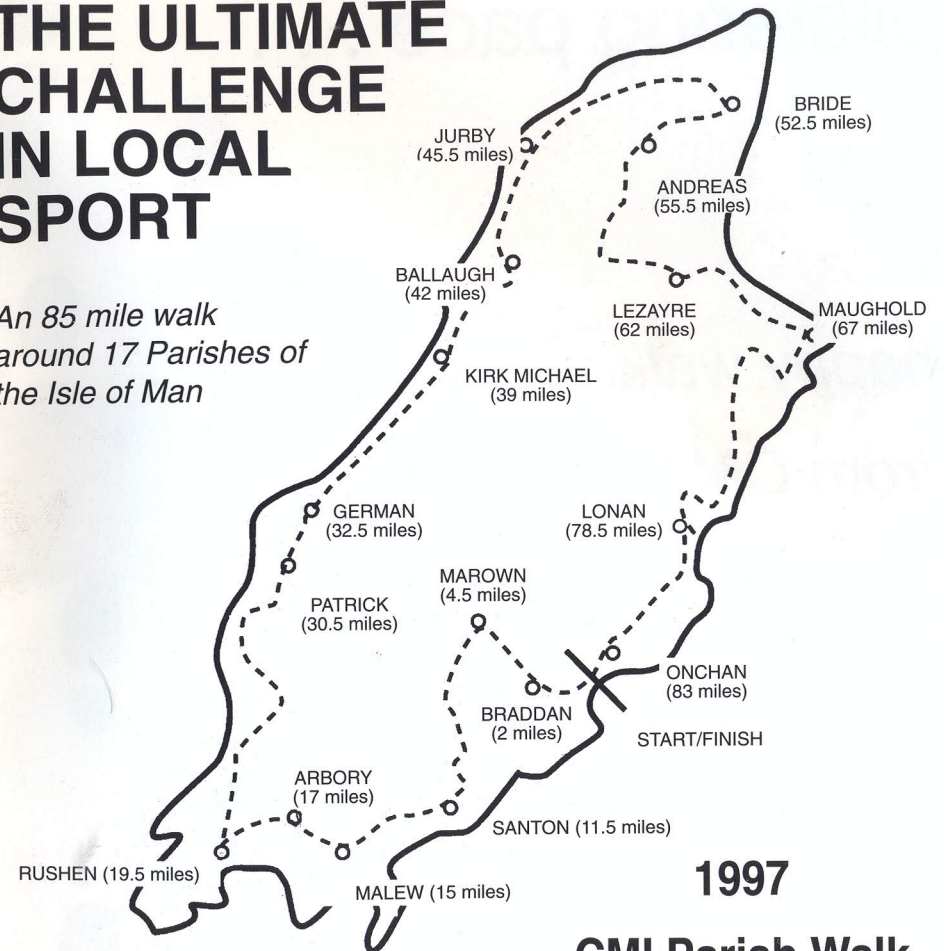 THE ULTIMATE
CHALLENGE
IN LOCAL
SPORT
An 85 mile walk
around 17 Parishes of
the Isle of Man
BRIDE
(52.5 miles)
JURBY
(45.5 miles)
ANDREAS
(55.5 miles)
BALLAUGH
(42 miles)
LEZAYRE
(62 miles)
MAUGHOLD
(67 miles)
KIRK MICHAEL
(39 miles)
GERMAN
(32.5 miles)
LONAN
(78.5 miles)
MAROWN
(4.5 miles)
PATRICK
(30.5 miles)
ONCHAN
(83 miles)
BRADDAN
(2 miles)
START/FINISH
ARBORY
(17 miles)
SANTON (11.5 miles)
RUSHEN (19.5 miles)
MALEW (15 miles)
1997
CMI Parish Walk